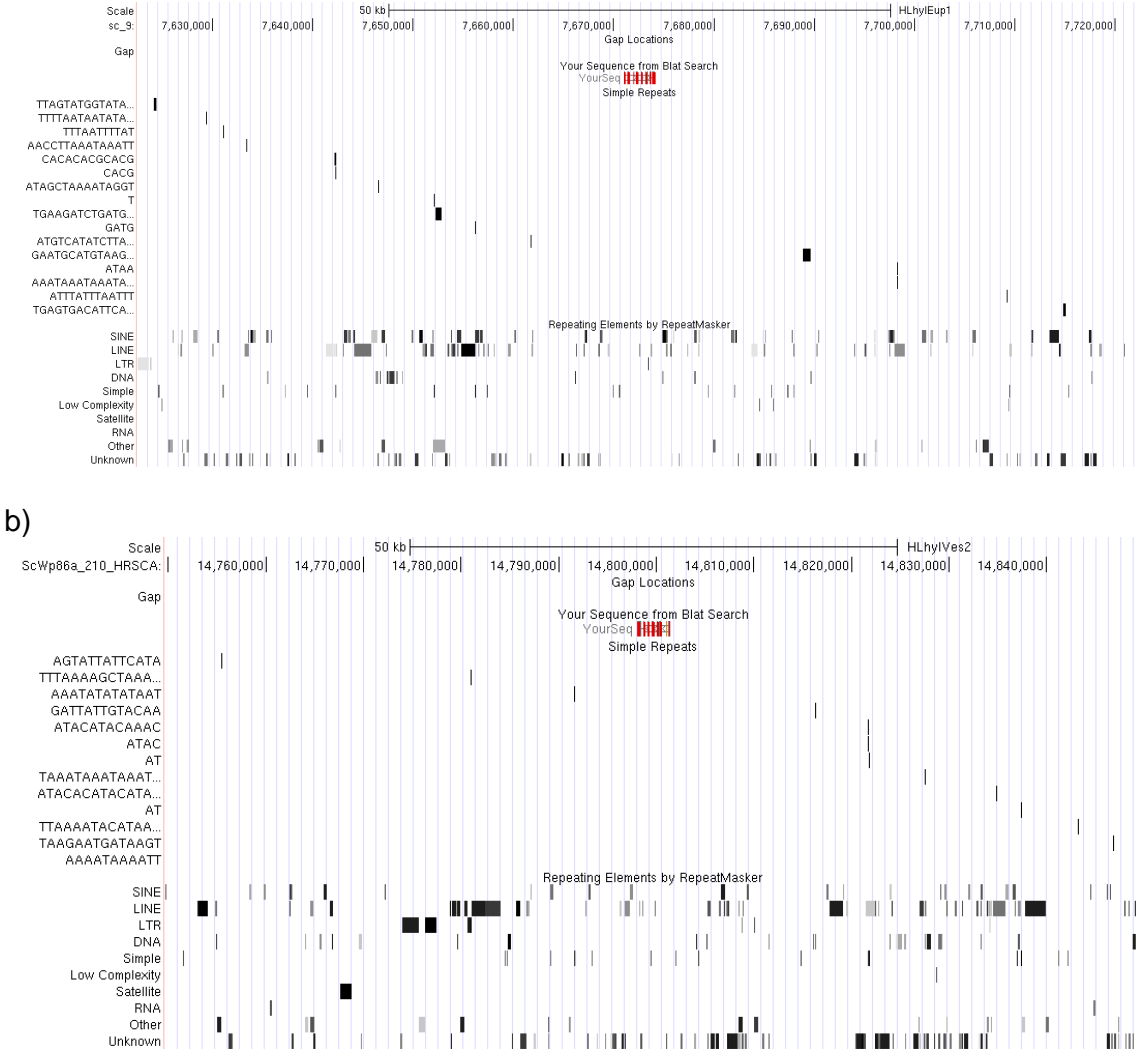 Scale 50 kb HLhylEup1
sc_9: 7,630,000 7,640,000 7,650,000 7,660,000 7,670,000 7,680,000 7,690,000 7,700,000 7,710,000 7,720,000
Gap Locations
Gap
Your Sequence from Blat Search
YourSeq
Simple Repeats
TTAGTATGGTATA...
TTTTAATAATATA...
TTTAATTTTAT
AACCTTAAATAAATT
CACACACGCACG
CACG
ATAGCTAAAATAGGT
T
TGAAGATCTGATG...
GATG
ATGTCATATCTTA...
GAATGCATGTAAG...
ATAA
AAATAAATAAATA...
ATTTATTTAATTT
TGAGTGACATTCA...
Repeating Elements by RepeatMasker
SINE
LINE
LTR
DNA
Simple
Low Complexity
Satellite
RNA
Other
Unknown
b)
Scale 50 kb HLhylVes2
ScWp86a_210_HRSCA: 14,760,000 14,770,000 14,780,000 14,790,000 14,800,000 14,810,000 14,820,000 14,830,000 14,840,000
Gap Locations
Gap
Your Sequence from Blat Search
YourSeq
Simple Repeats
AGTATTATTCATA
TTTAAAAGCTAAA...
AAATATATATAAT
GATTATTGTACAA
ATACATACAAAC
ATAC
AT
TAAATAAATAAAT...
ATACACATACATA...
AT
TTAAAATACATAA...
TAAGAATGATAAGT
AAAATAAAATT
Repeating Elements by RepeatMasker
SINE
LINE
LTR
DNA
Simple
Low Complexity
Satellite
RNA
Other
Unknown